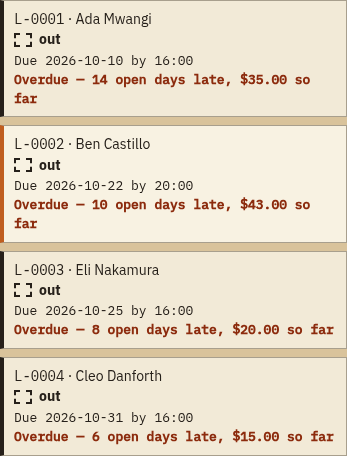 L-0001 · Ada Mwangi
out
Due 2026-10-10 by 16:00
Overdue — 14 open days late, $35.00 so
far
L-0002 · Ben Castillo
out
Due 2026-10-22 by 20:00
Overdue — 10 open days late, $43.00 so
far
L-0003 · Eli Nakamura
out
Due 2026-10-25 by 16:00
Overdue — 8 open days late, $20.00 so far
L-0004 · Cleo Danforth
out
Due 2026-10-31 by 16:00
Overdue — 6 open days late, $15.00 so far